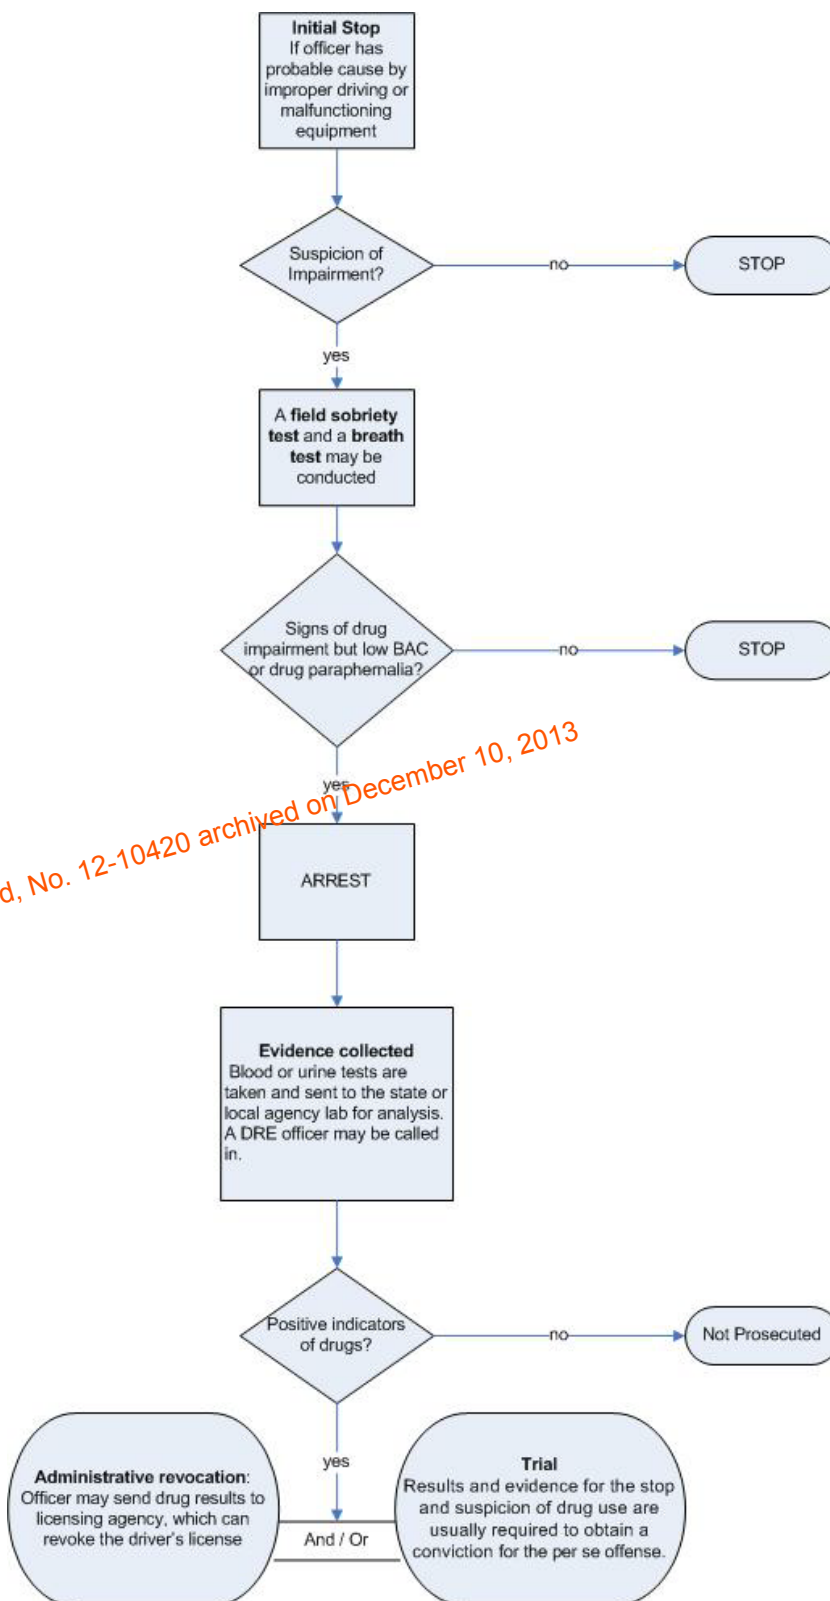 Initial Stop
If officer has
probable cause by
improper driving or
malfunctioning
equipment
Suspicion of
Impairment?
no
STOP
yes
A field sobriety
test and a breath
test may be
conducted
Signs of drug
impairment but low BAC
or drug paraphernalia?
no
STOP
yes
d, No. 12-10420 archived on December 10, 2013
ARREST
Evidence collected
Blood or urine tests are
taken and sent to the state or
local agency lab for analysis.
A DRE officer may be called
in.
Positive indicators
of drugs?
no
Not Prosecuted
yes
Administrative revocation:
Officer may send drug results to
licensing agency, which can
revoke the driver's license
And / Or
Trial
Results and evidence for the stop
and suspicion of drug use are
usually required to obtain a
conviction for the per se offense.